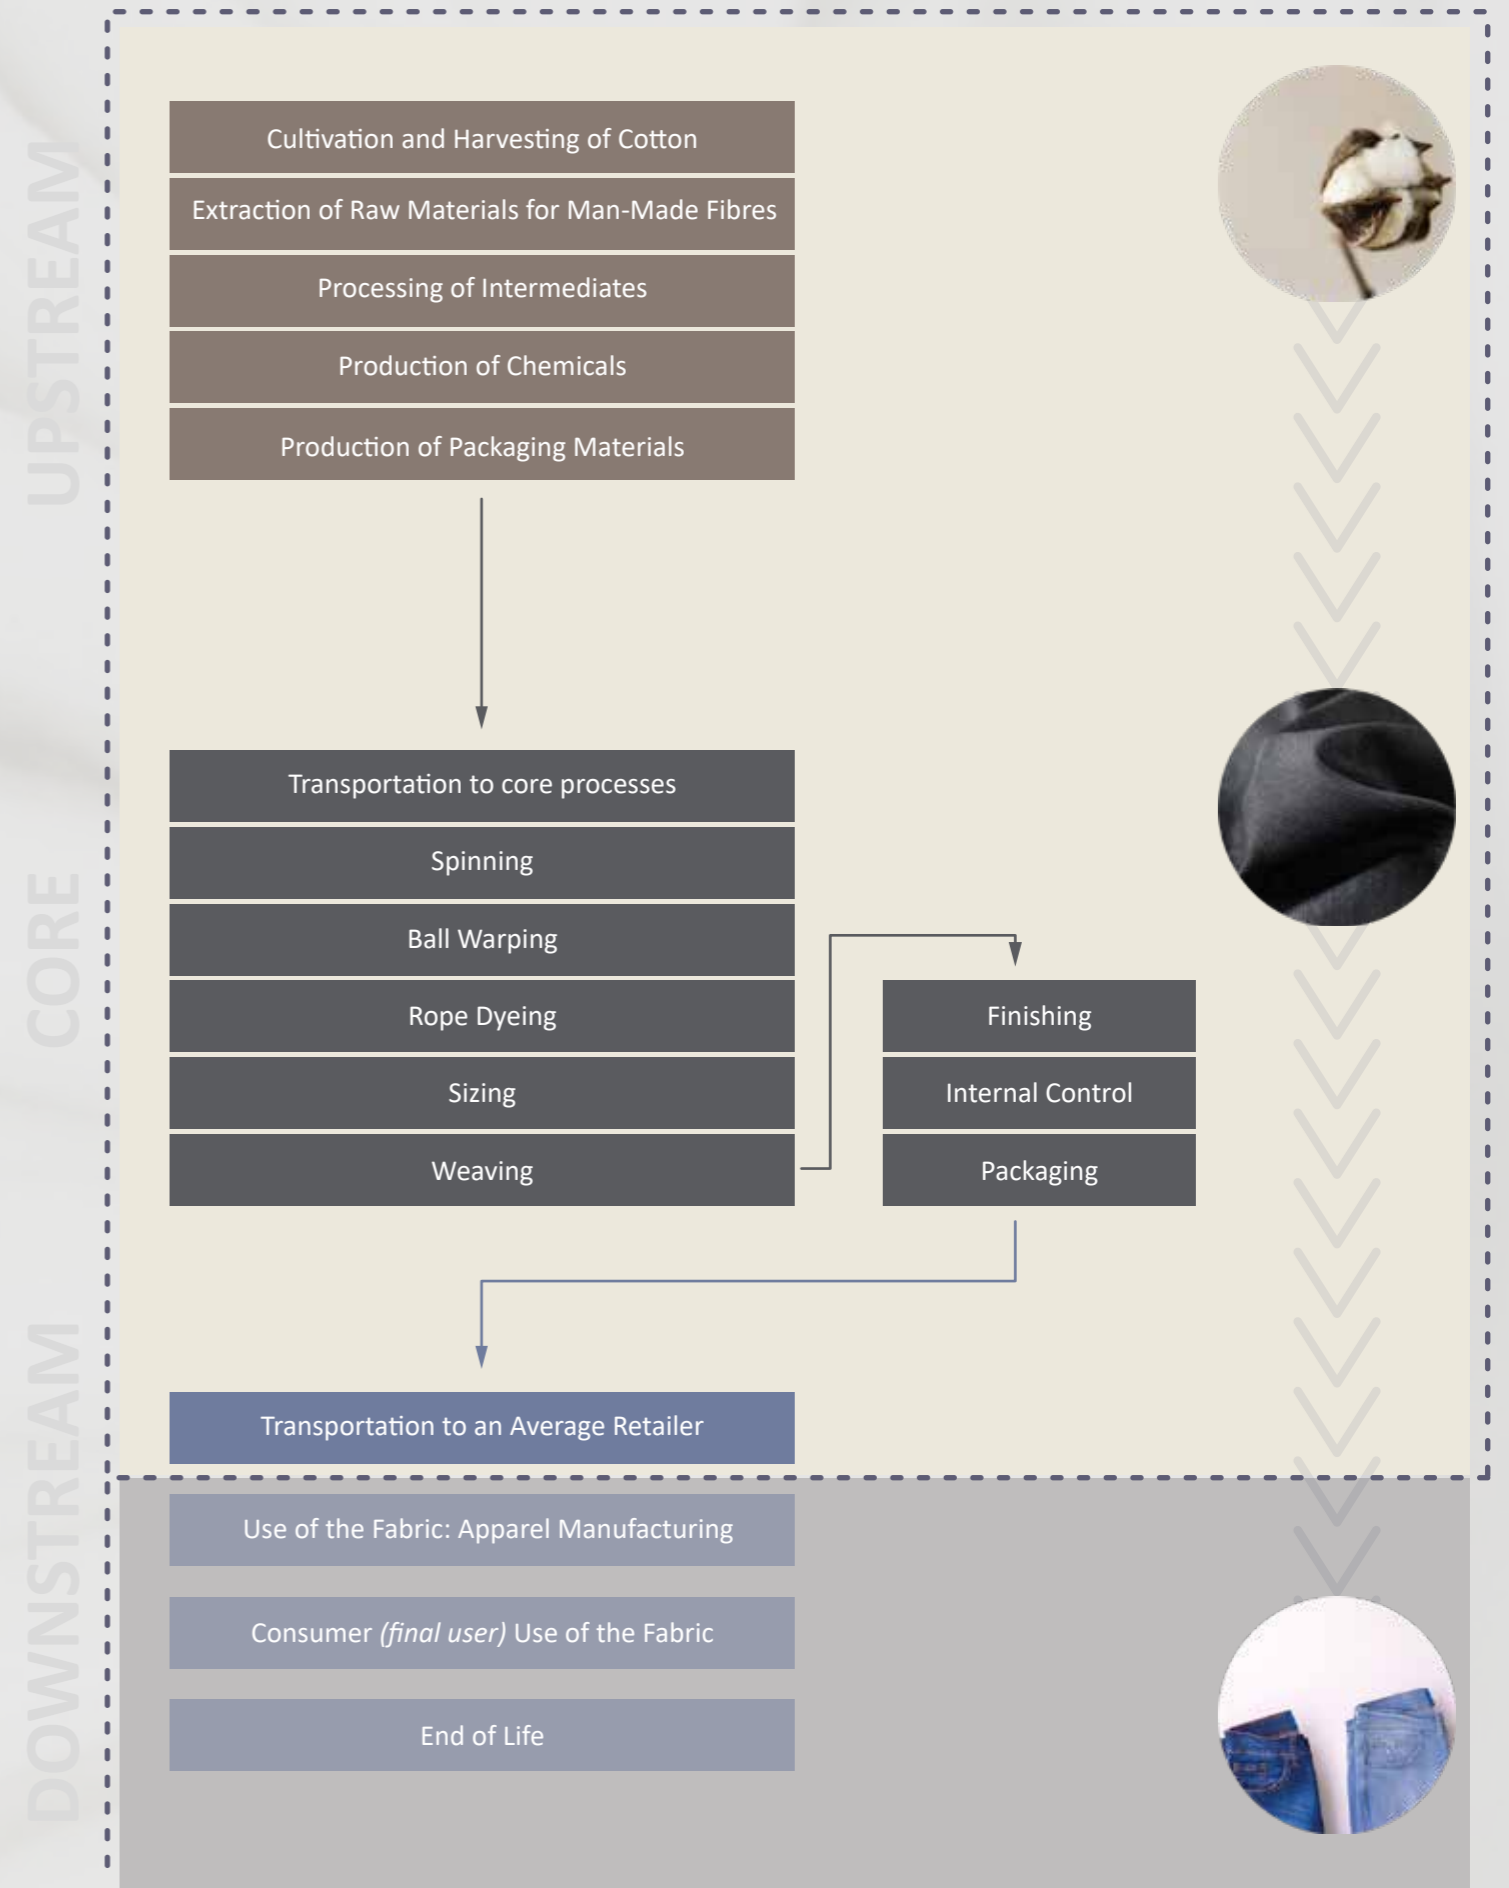 UPSTREAM
Cultivation and Harvesting of Cotton
Extraction of Raw Materials for Man-Made Fibres
Processing of Intermediates
Production of Chemicals
Production of Packaging Materials
CORE
Transportation to core processes
Spinning
Ball Warping
Rope Dyeing
Sizing
Weaving
Finishing
Internal Control
Packaging
DOWNSTREAM
Transportation to an Average Retailer
Use of the Fabric: Apparel Manufacturing
Consumer (final user) Use of the Fabric
End of Life